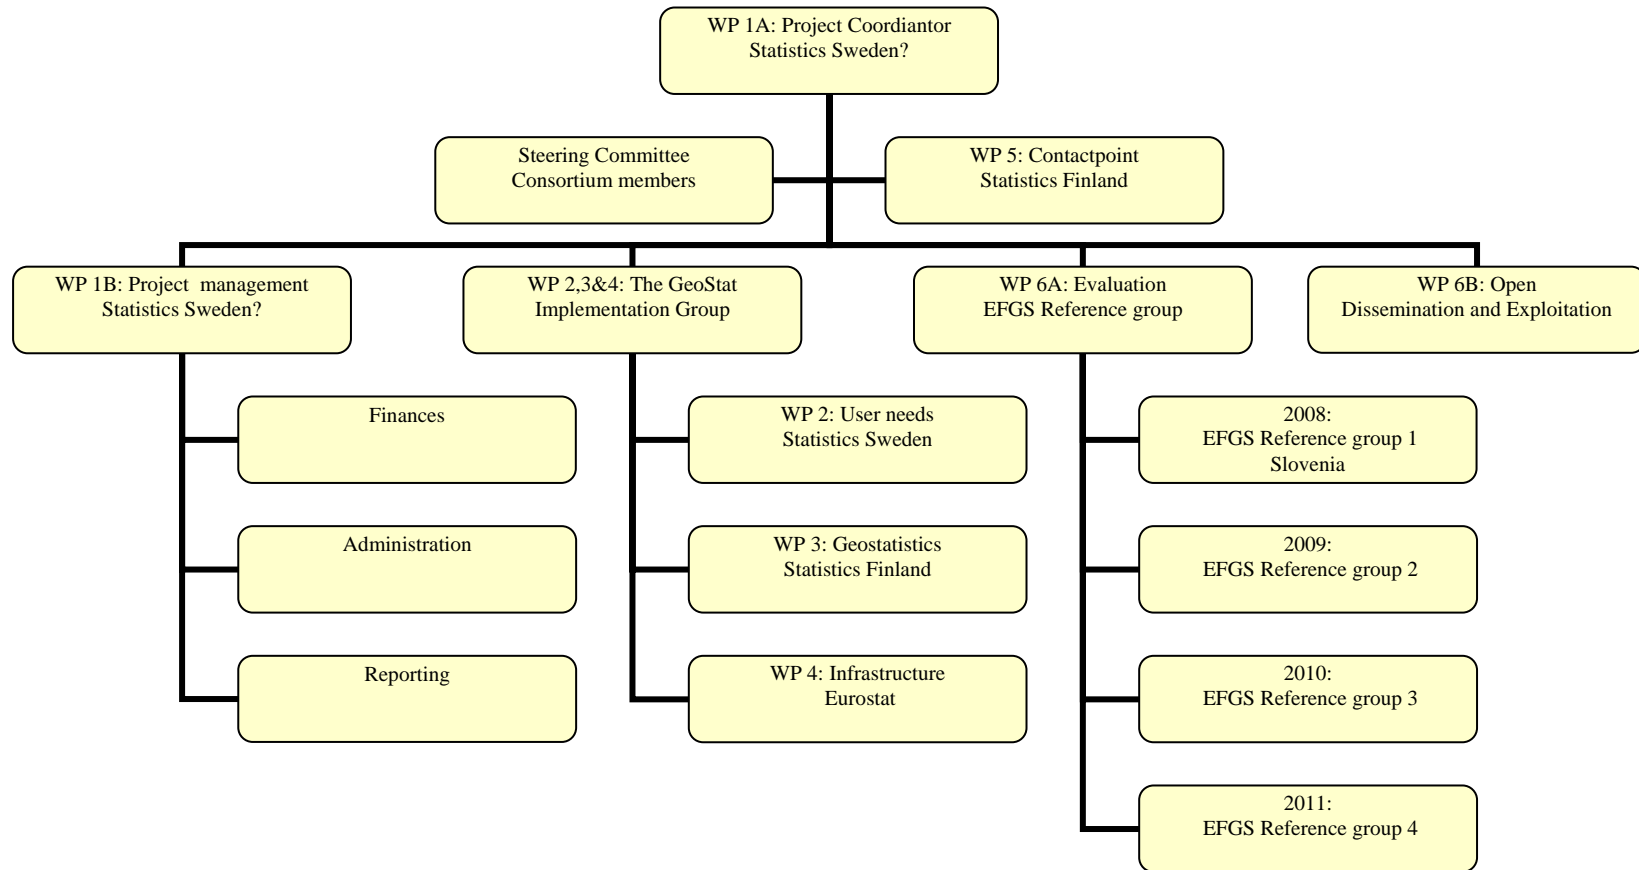 WP 1A: Project Coordiantor
Statistics Sweden?
Steering Committee
Consortium members
WP 5: Contactpoint
Statistics Finland
WP 1B: Project  management
Statistics Sweden?
WP 2,3&4: The GeoStat
Implementation Group
WP 6A: Evaluation
EFGS Reference group
WP 6B: Open
Dissemination and Exploitation
Finances
Administration
Reporting
WP 2: User needs
Statistics Sweden
WP 3: Geostatistics
Statistics Finland
WP 4: Infrastructure
Eurostat
2008:
EFGS Reference group 1
Slovenia
2009:
EFGS Reference group 2
2010:
EFGS Reference group 3
2011:
EFGS Reference group 4